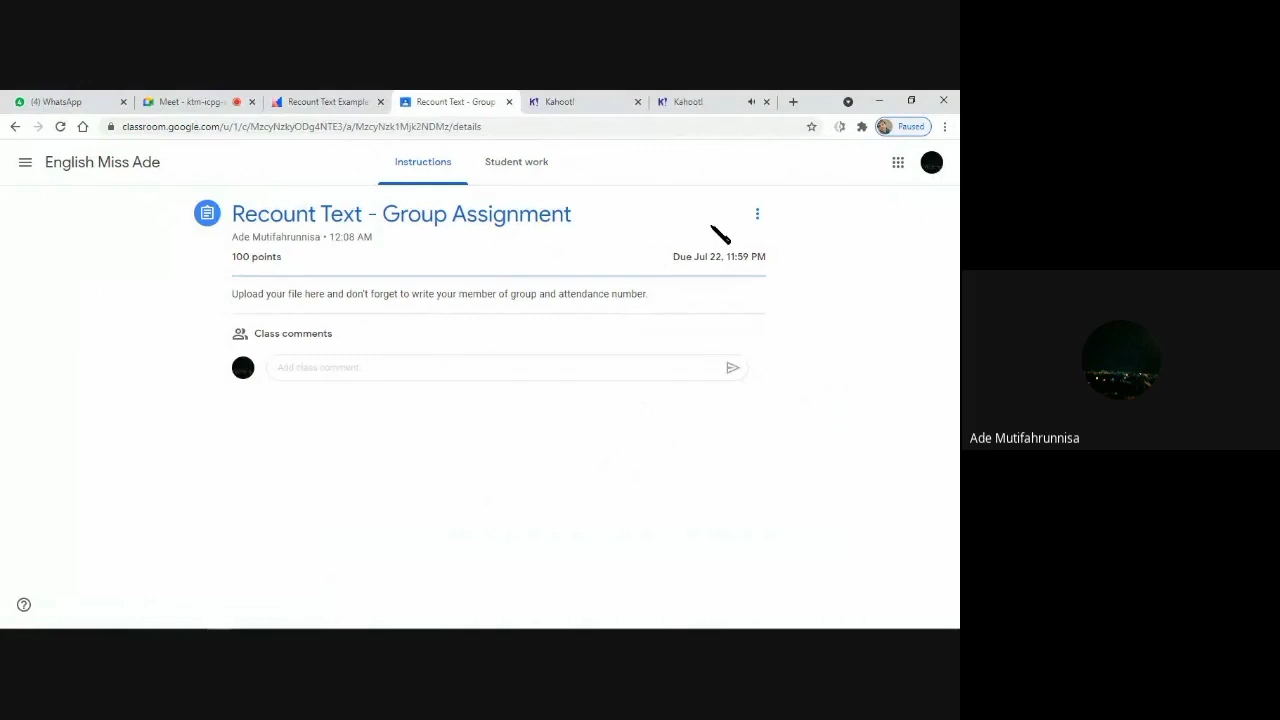 (4) WhatsApp
Meet - ktm-icpg-
Recount Text Example
Recount Text - Group
Kahoot!
Kahoot!
classroom.google.com/u/1/c/MzcyNzkyODg4NTE3/a/MzcyNzk1Mjk2NDMz/details
Paused
English Miss Ade
Instructions
Student work
Recount Text - Group Assignment
Ade Mutifahrunnisa • 12:08 AM
100 points
Due Jul 22, 11:59 PM
Upload your file here and don't forget to write your member of group and attendance number.
Class comments
Add class comment.
Ade Mutifahrunnisa